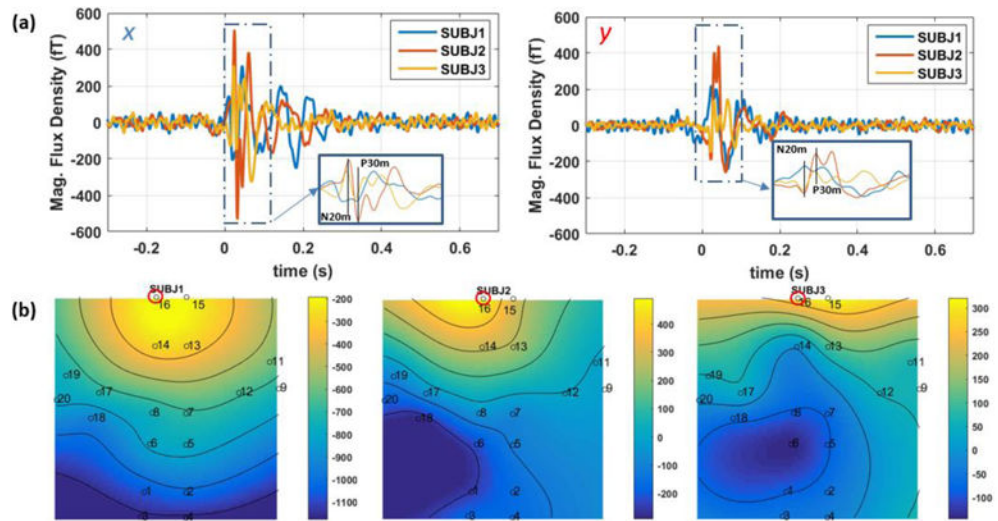 (a)
x
SUBJ1
SUBJ2
SUBJ3
N20m
P30m
Mag. Flux Density (fT)
600
400
200
0
-200
-400
-600
-0.2
0
0.2
0.4
0.6
time (s)
y
SUBJ1
SUBJ2
SUBJ3
N20m
P30m
Mag. Flux Density (fT)
600
400
200
0
-200
-400
-600
-0.2
0
0.2
0.4
0.6
time (s)
(b)
SUBJ1
16 15
14 13
11
19 17 12 9
20 18 8 7
6 5
1 2
3 4
-200
-300
-400
-500
-600
-700
-800
-900
-1000
-1100
SUBJ2
16 15
14 13
11
19 17 12 9
20 18 8 7
6 5
1 2
3 4
400
300
200
100
0
-100
-200
SUBJ3
16 15
14 13
11
19 17 12 9
20 18 8 7
6 5
1 2
3 4
300
250
200
150
100
50
0
-50
-100